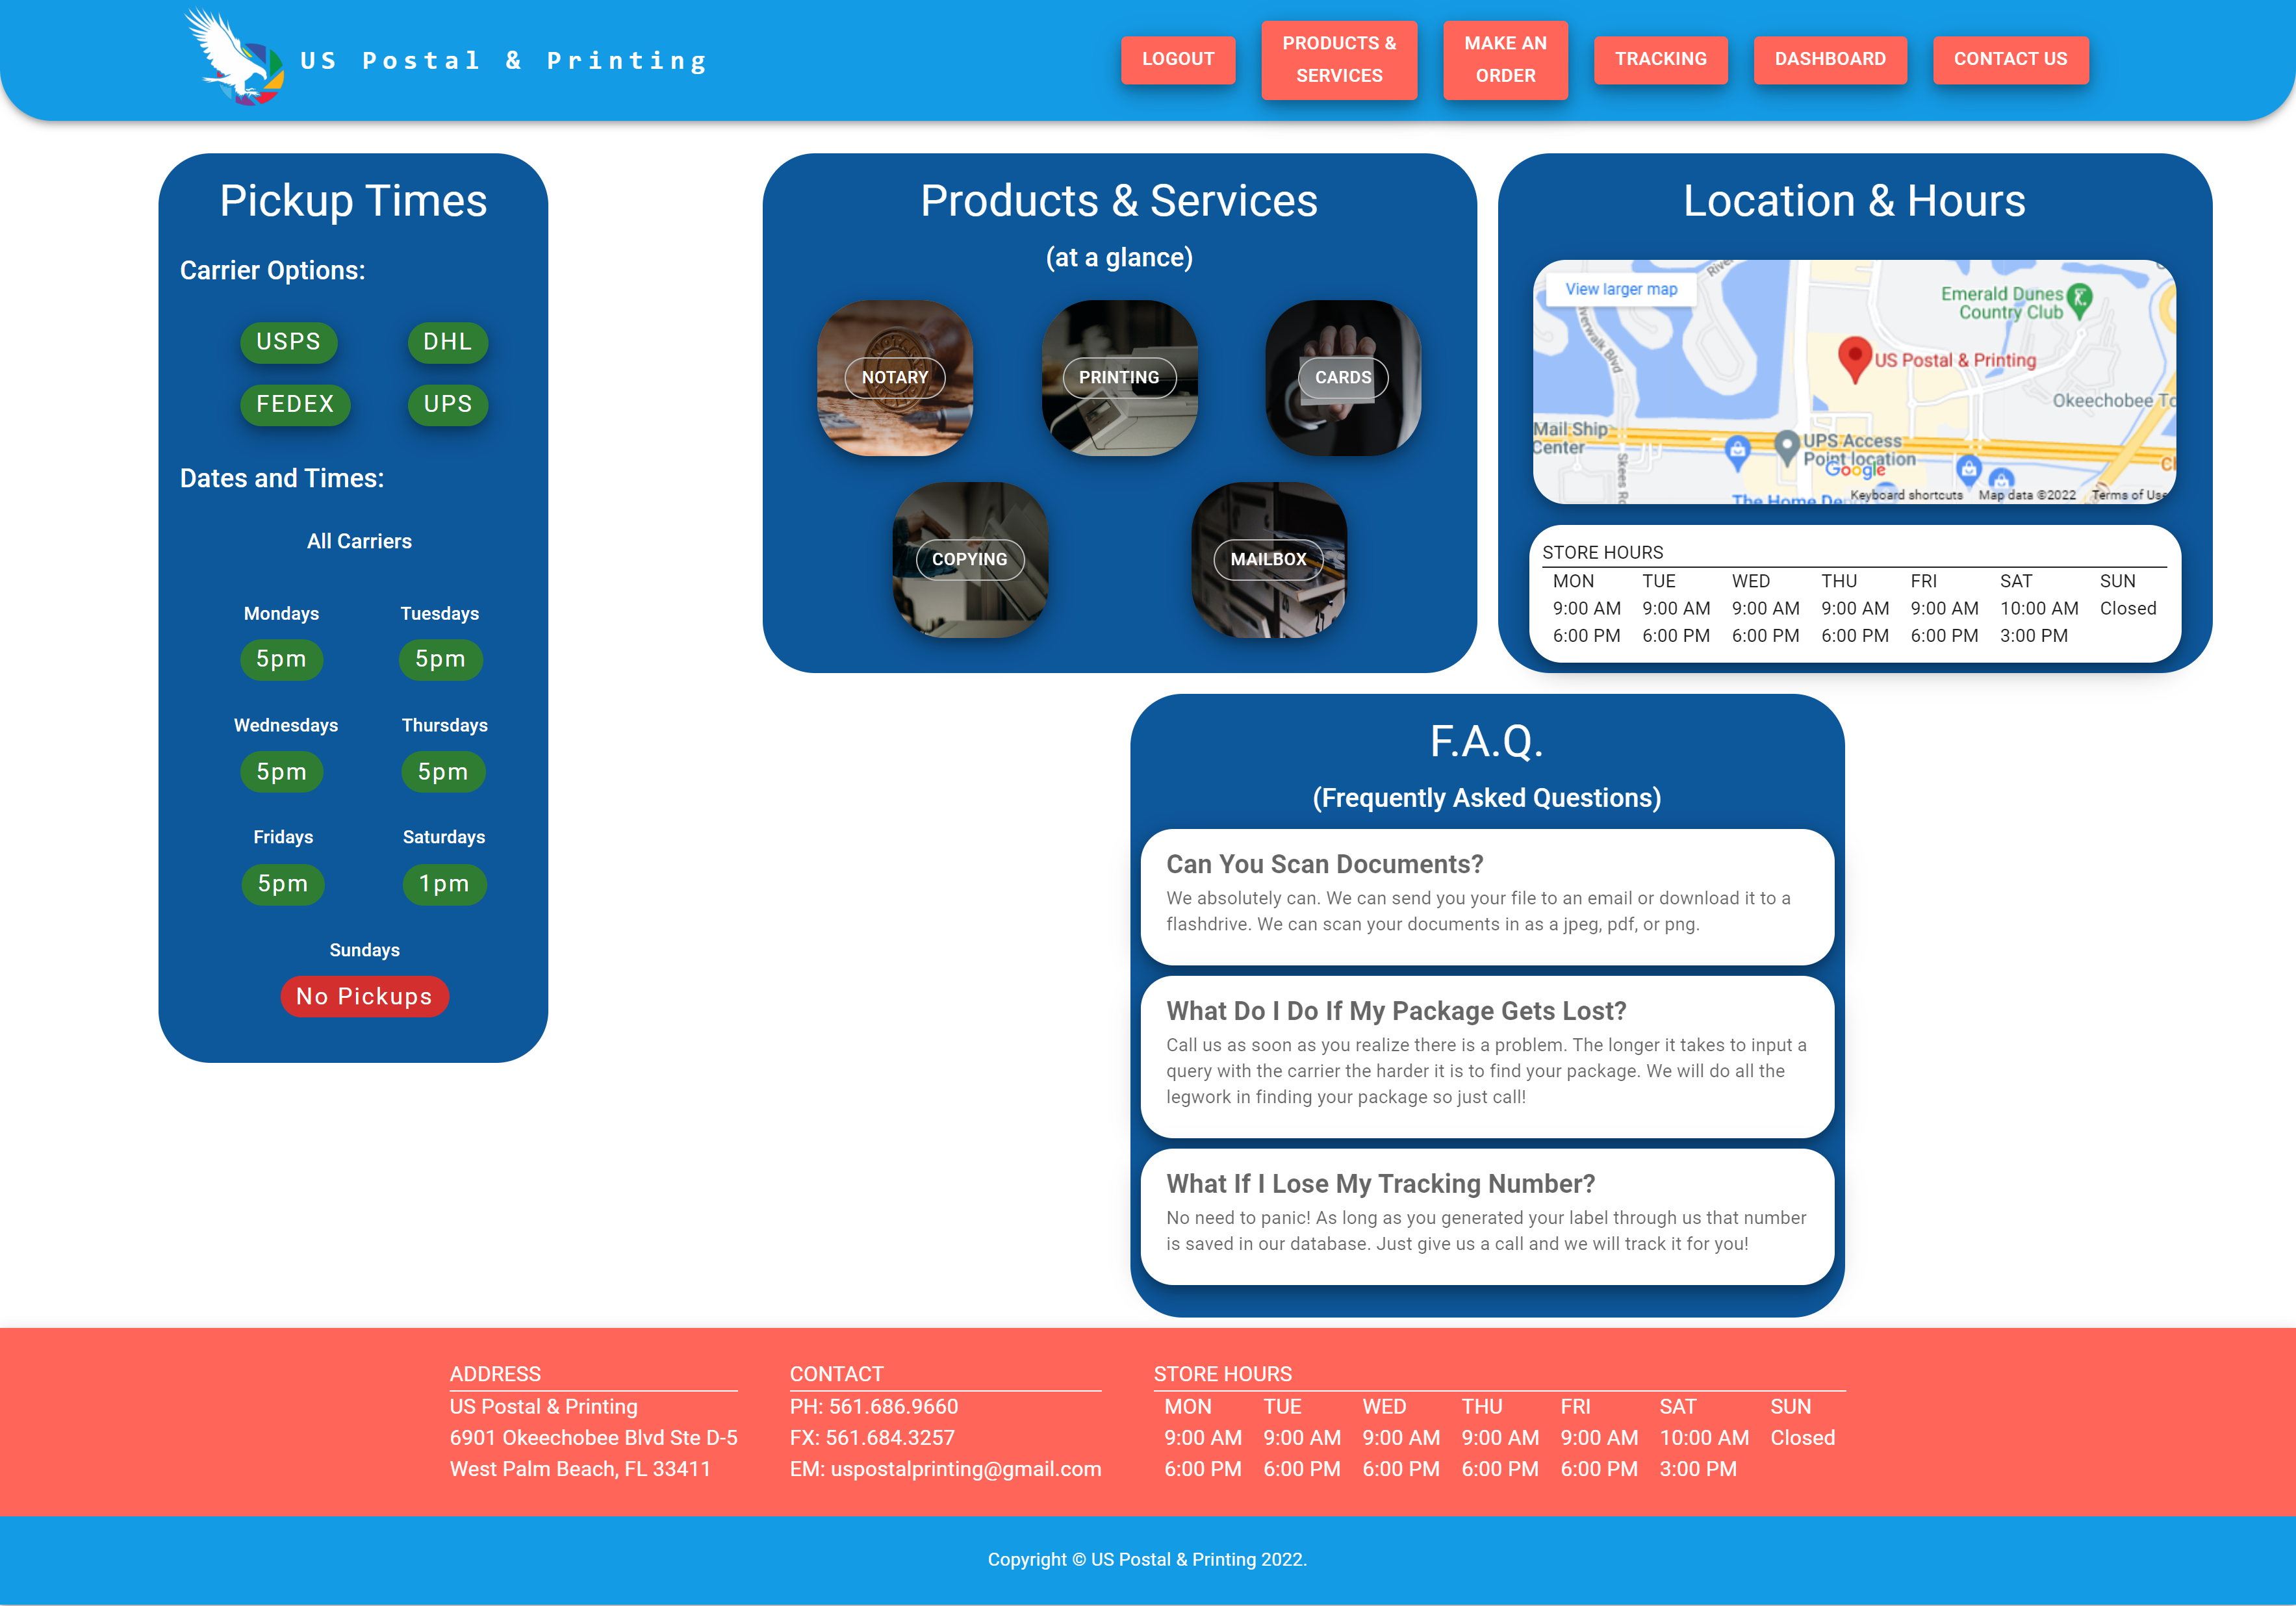 US Postal & Printing
LOGOUT
PRODUCTS &
SERVICES
MAKE AN
ORDER
TRACKING
DASHBOARD
CONTACT US
Pickup Times
Carrier Options:
USPS DHL
FEDEX UPS
Dates and Times:
All Carriers
Mondays Tuesdays
5pm 5pm
Wednesdays Thursdays
5pm 5pm
Fridays Saturdays
5pm 1pm
Sundays
No Pickups
Products & Services
(at a glance)
NOTARY PRINTING CARDS
COPYING MAILBOX
Location & Hours
View larger map
Emerald Dunes
Country Club
US Postal & Printing
Mail Ship
Center
UPS Access
Point location
Google
Keyboard shortcuts Map data ©2022 Terms of Use
STORE HOURS
MON TUE WED THU FRI SAT SUN
9:00 AM 9:00 AM 9:00 AM 9:00 AM 9:00 AM 10:00 AM Closed
6:00 PM 6:00 PM 6:00 PM 6:00 PM 6:00 PM 3:00 PM
F.A.Q.
(Frequently Asked Questions)
Can You Scan Documents?
We absolutely can. We can send you your file to an email or download it to a
flashdrive. We can scan your documents in as a jpeg, pdf, or png.
What Do I Do If My Package Gets Lost?
Call us as soon as you realize there is a problem. The longer it takes to input a
query with the carrier the harder it is to find your package. We will do all the
legwork in finding your package so just call!
What If I Lose My Tracking Number?
No need to panic! As long as you generated your label through us that number
is saved in our database. Just give us a call and we will track it for you!
ADDRESS
US Postal & Printing
6901 Okeechobee Blvd Ste D-5
West Palm Beach, FL 33411
CONTACT
PH: 561.686.9660
FX: 561.684.3257
EM: uspostalprinting@gmail.com
STORE HOURS
MON TUE WED THU FRI SAT SUN
9:00 AM 9:00 AM 9:00 AM 9:00 AM 9:00 AM 10:00 AM Closed
6:00 PM 6:00 PM 6:00 PM 6:00 PM 6:00 PM 3:00 PM
Copyright © US Postal & Printing 2022.